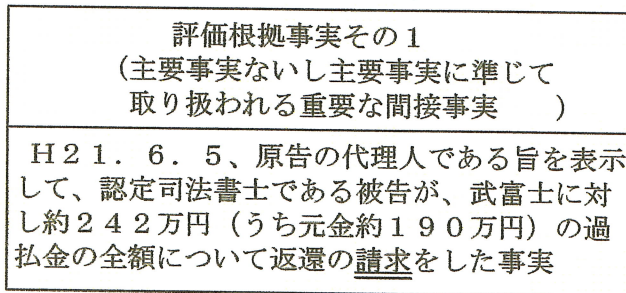 評価根拠事実その1
(主要事実ないし主要事実に準じて
取り扱われる重要な間接事実　　)
H21.6.5、原告の代理人である旨を表示
して、認定司法書士である被告が、武富士に対
し約242万円(うち元金約190万円)の過
払金の全額について返還の請求をした事実